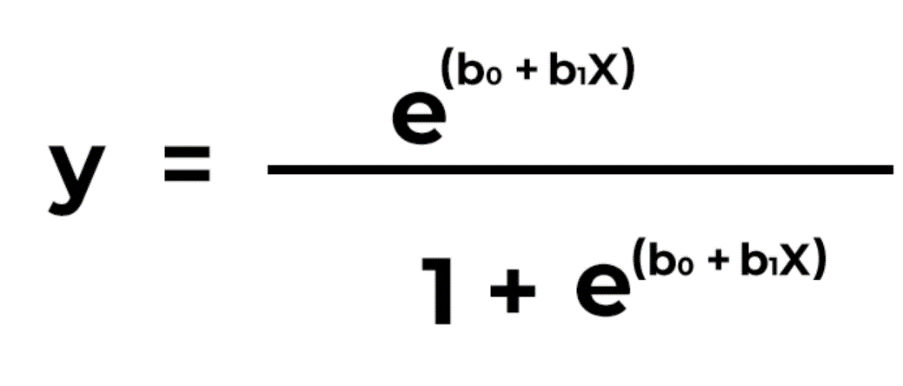 y = e^(b₀ + b₁X)
1 + e^(b₀ + b₁X)